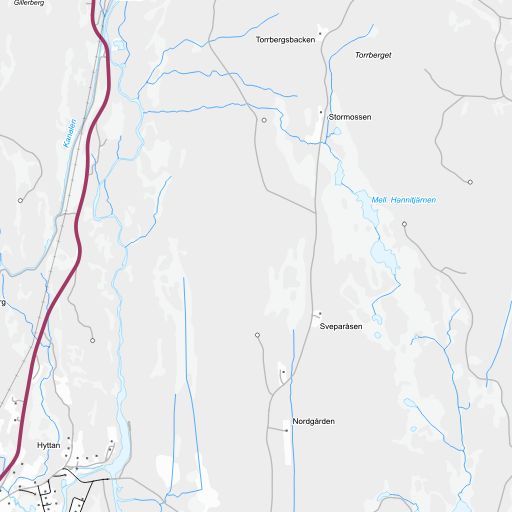 Gillerberg
Torrbergsbacken
Torrberget
Stormossen
Kanalen
Mell. Hannitjärnen
Sveparåsen
Nordgården
Hyttan